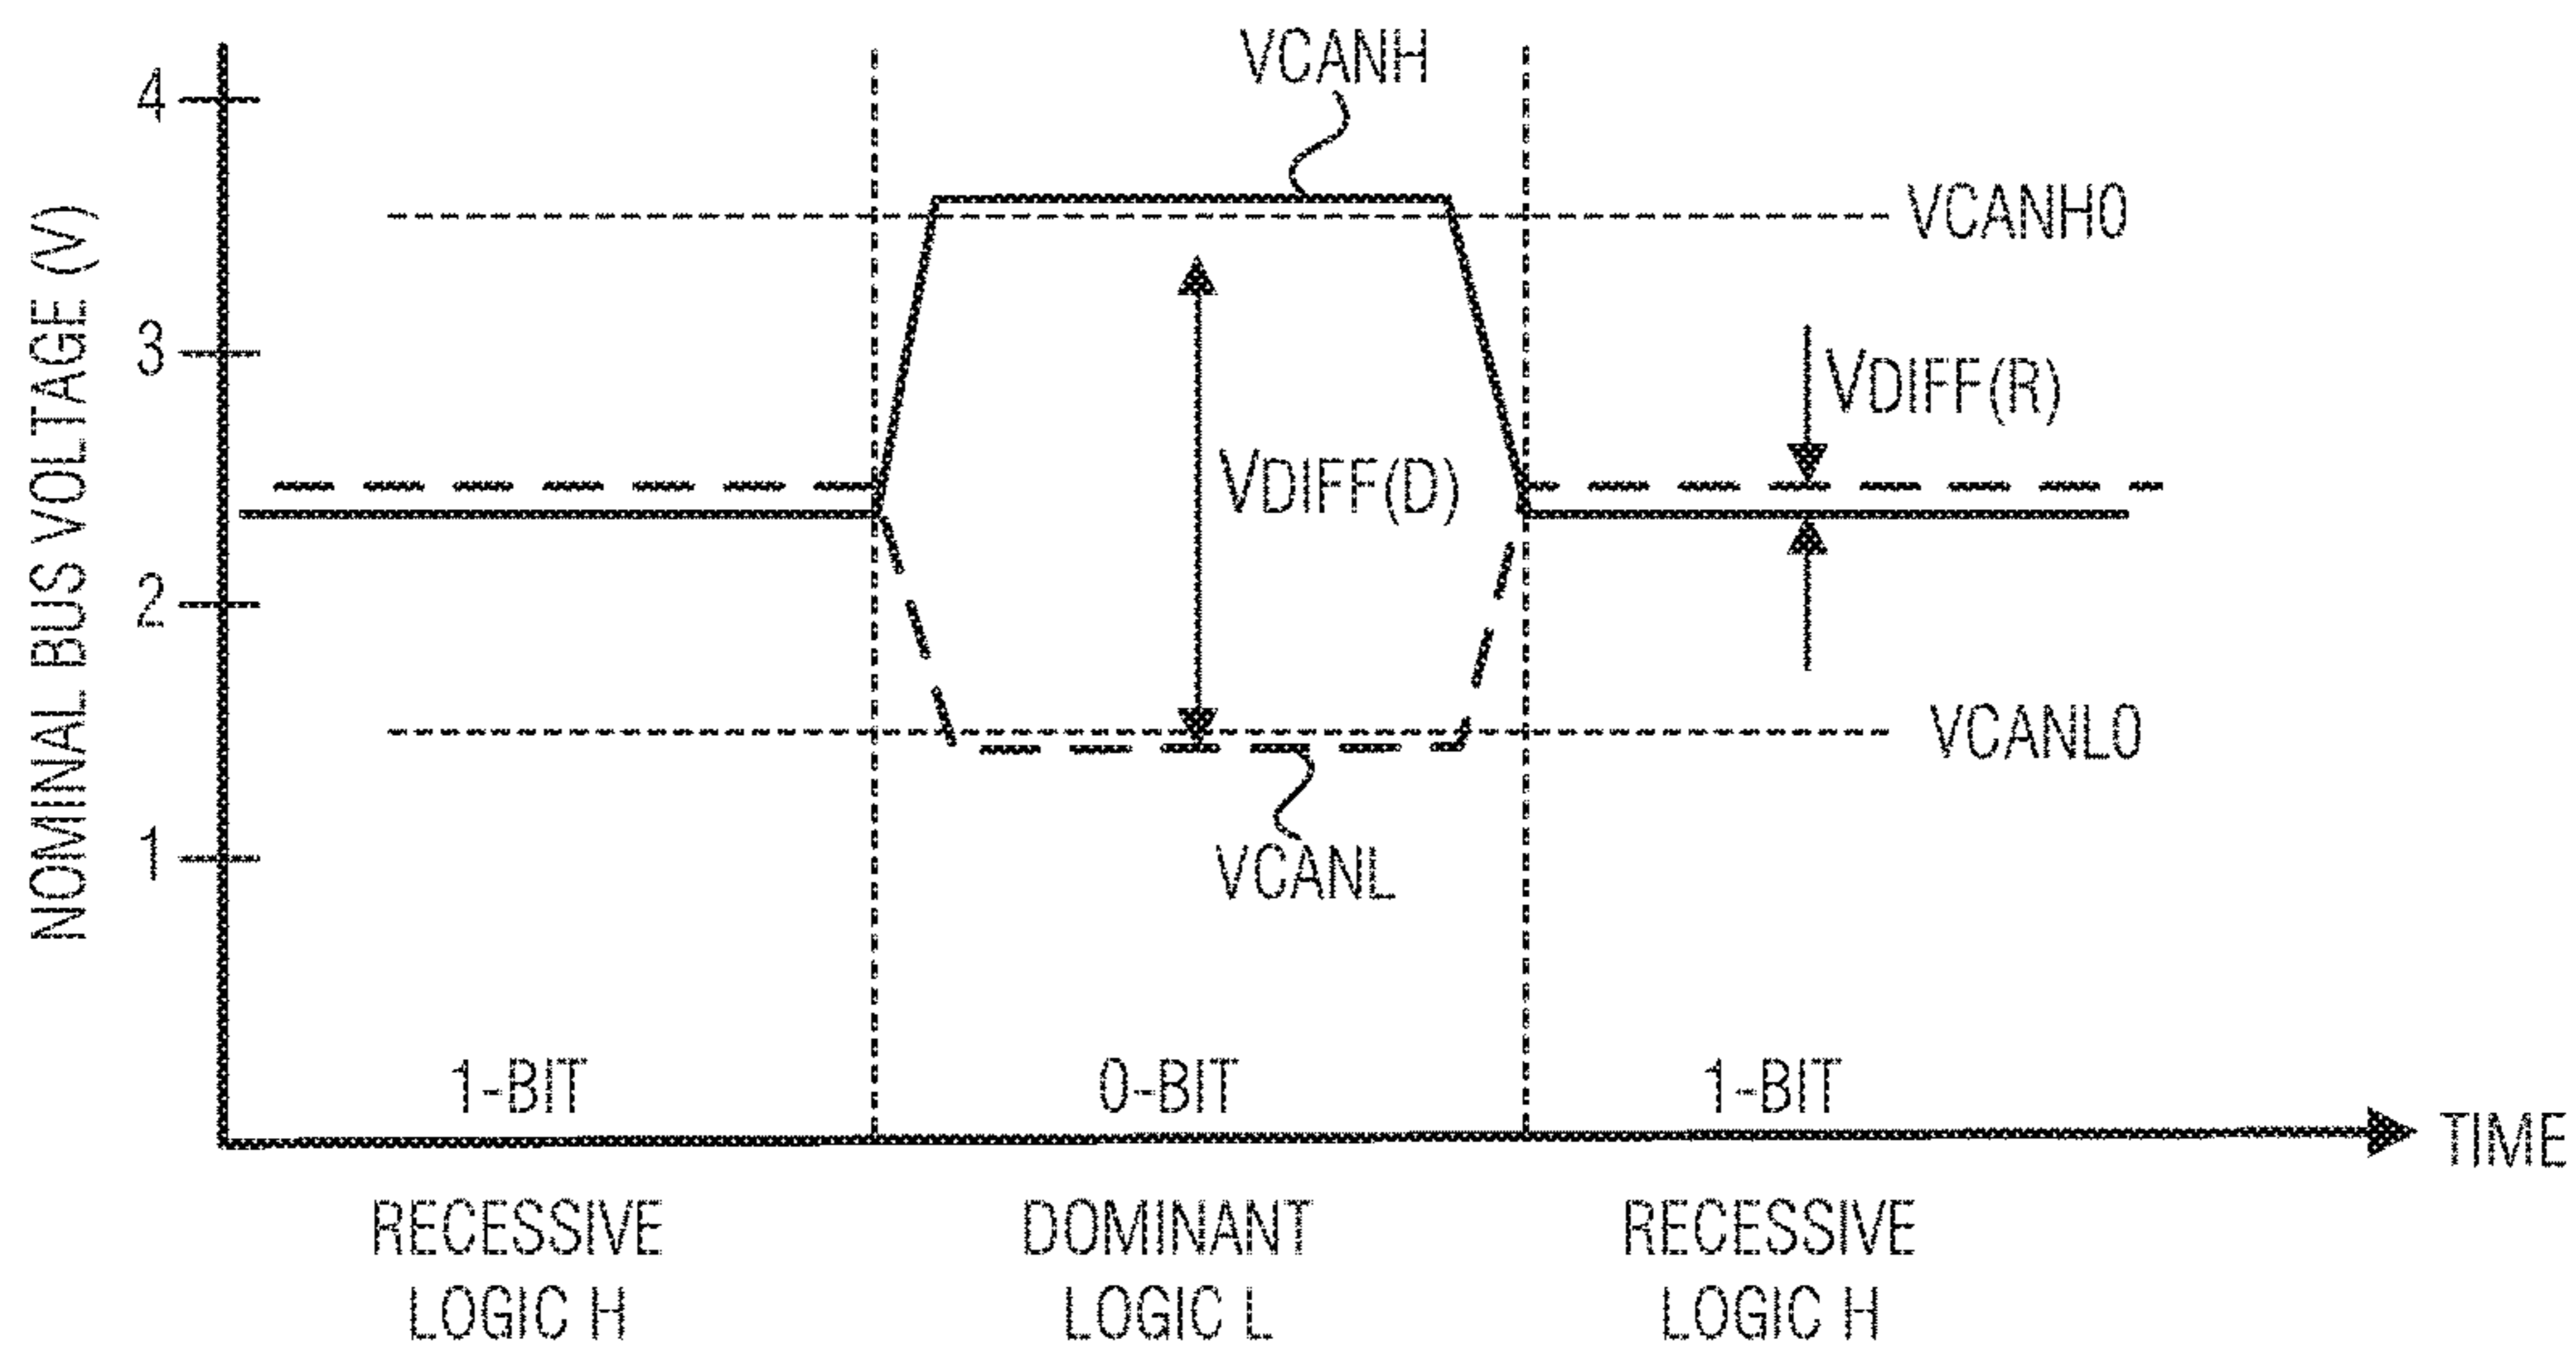 VCANH
4
VCANH0
3
VDIFF(R)
VDIFF(D)
NOMINAL BUS VOLTAGE (V)
2
VCANL0
1
VCANL
1-BIT
0-BIT
1-BIT
TIME
RECESSIVE
LOGIC H
DOMINANT
LOGIC L
RECESSIVE
LOGIC H